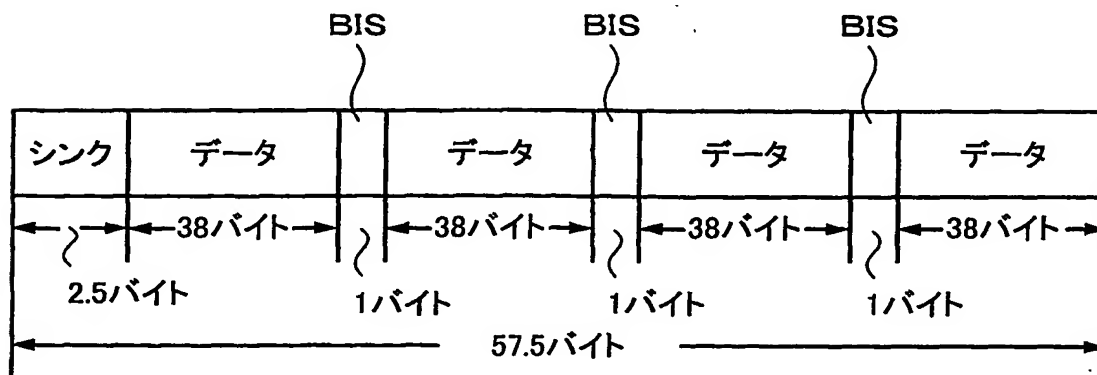 BIS BIS BIS
シンク データ データ データ データ
38バイト 38バイト 38バイト 38バイト
2.5バイト 1バイト 1バイト 1バイト
57.5バイト